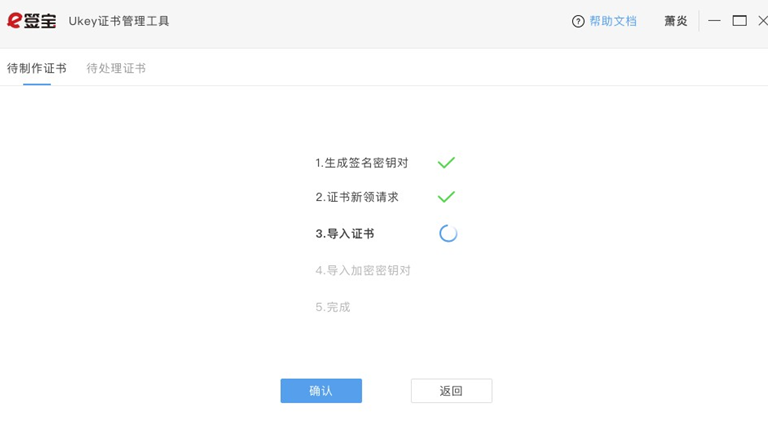 e签宝 Ukey证书管理工具 帮助文档 萧炎
待制作证书 待处理证书
1.生成签名密钥对
2.证书新领请求
3.导入证书
4.导入加密密钥对
5.完成
确认 返回